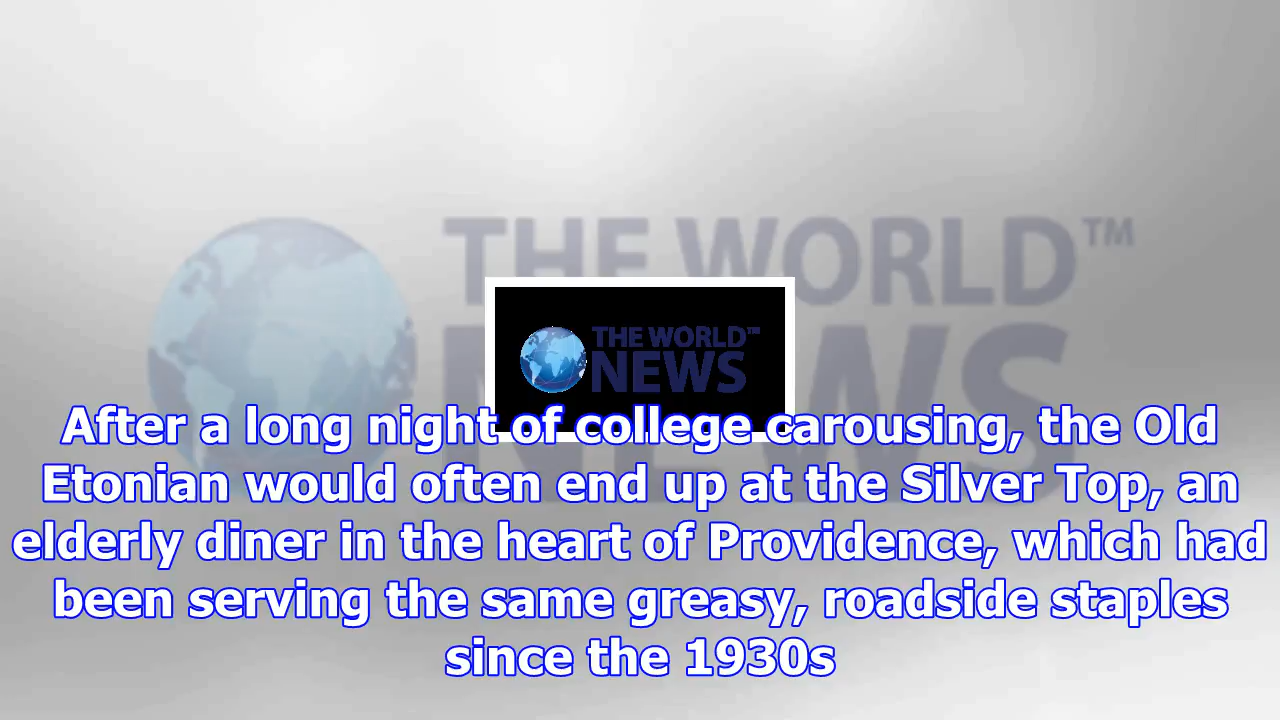 THE WORLD™
NEWS
THE WORLD™
NEWS
After a long night of college carousing, the Old
Etonian would often end up at the Silver Top, an
elderly diner in the heart of Providence, which had
been serving the same greasy, roadside staples
since the 1930s